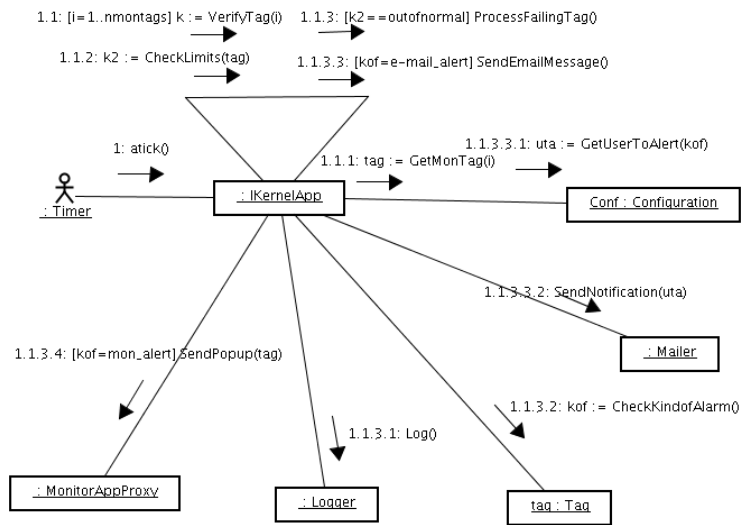 1.1: [i=1..nmontags] k := VerifyTag(i)
1.1.3: [k2==outofnormal] ProcessFailingTag()
1.1.2: k2 := CheckLimits(tag)
1.1.3.3: [kof=e-mail_alert] SendEmailMessage()
1: atick()
1.1.3.3.1: uta := GetUserToAlert(kof)
1.1.1: tag := GetMonTag(i)
: IKernelApp
: Timer
Conf : Configuration
1.1.3.3.2: SendNotification(uta)
: Mailer
1.1.3.4: [kof=mon_alert] SendPopup(tag)
1.1.3.2: kof := CheckKindofAlarm()
1.1.3.1: Log()
: MonitorAppProxy
: Logger
tag : Tag